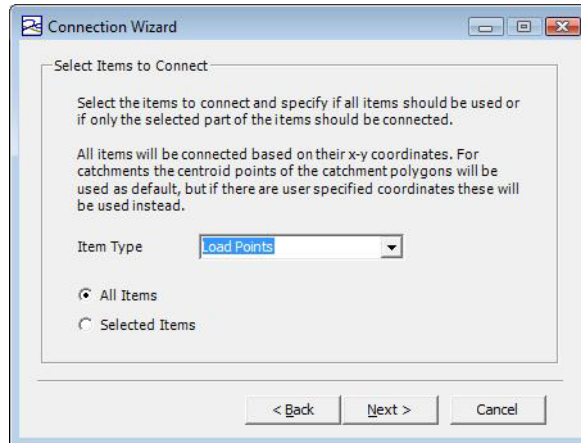 Connection Wizard
Select Items to Connect
Select the items to connect and specify if all items should be used or
if only the selected part of the items should be connected.
All items will be connected based on their x-y coordinates. For
catchments the centroid points of the catchment polygons will be
used as default, but if there are user specified coordinates these will
be used instead.
Item Type Load Points
All Items
Selected Items
< Back Next > Cancel